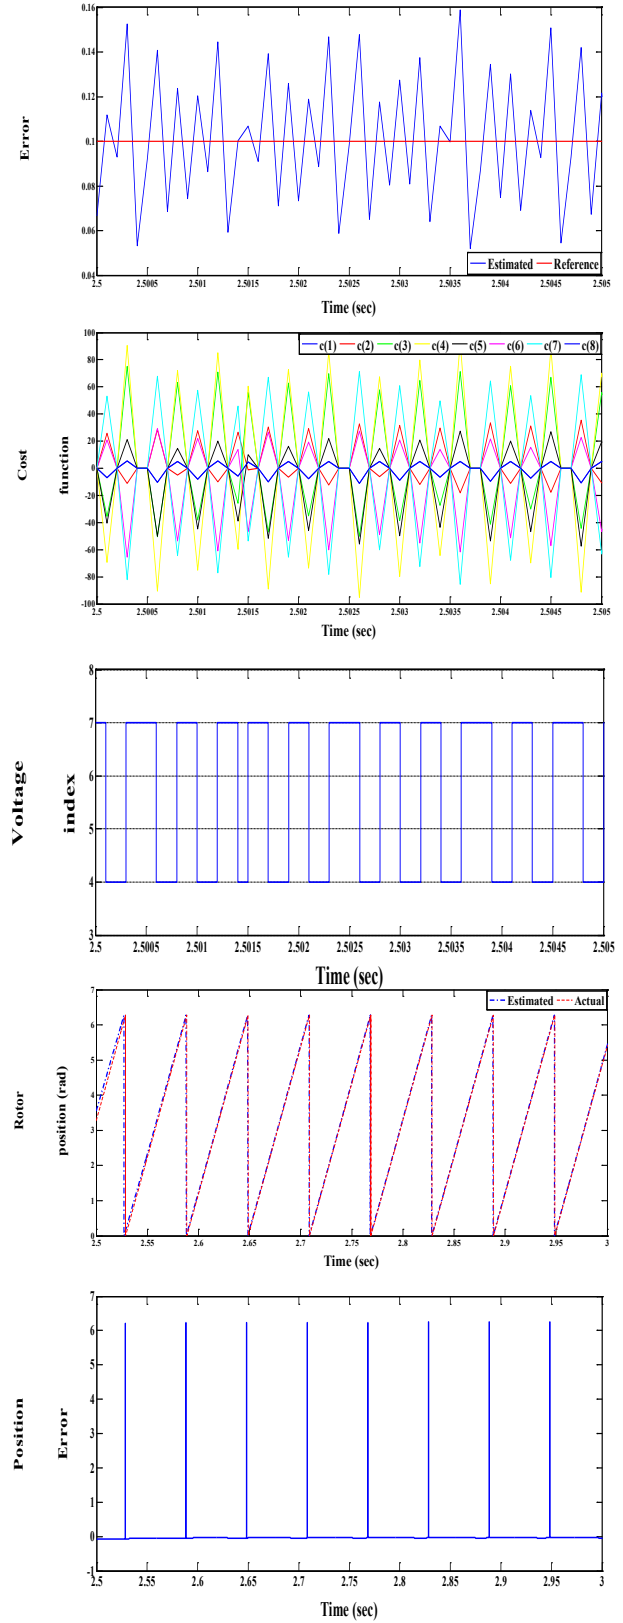 0.16
0.14
0.12
0.1
0.08
0.06
0.04
Error
Estimated Reference
2.5 2.5005 2.501 2.5015 2.502 2.5025 2.503 2.5035 2.504 2.5045 2.505
Time (sec)
100
80
60
40
20
0
-20
-40
-60
-80
-100
Cost
function
c(1) c(2) c(3) c(4) c(5) c(6) c(7) c(8)
2.5 2.5005 2.501 2.5015 2.502 2.5025 2.503 2.5035 2.504 2.5045 2.505
Time (sec)
8
7
6
5
4
3
Voltage
index
2.5 2.5005 2.501 2.5015 2.502 2.5025 2.503 2.5035 2.504 2.5045 2.505
Time (sec)
7
6
5
4
3
2
1
0
Rotor
position (rad)
Estimated Actual
2.5 2.55 2.6 2.65 2.7 2.75 2.8 2.85 2.9 2.95 3
Time (sec)
7
6
5
4
3
2
1
0
-1
Position
Error
2.5 2.55 2.6 2.65 2.7 2.75 2.8 2.85 2.9 2.95 3
Time (sec)